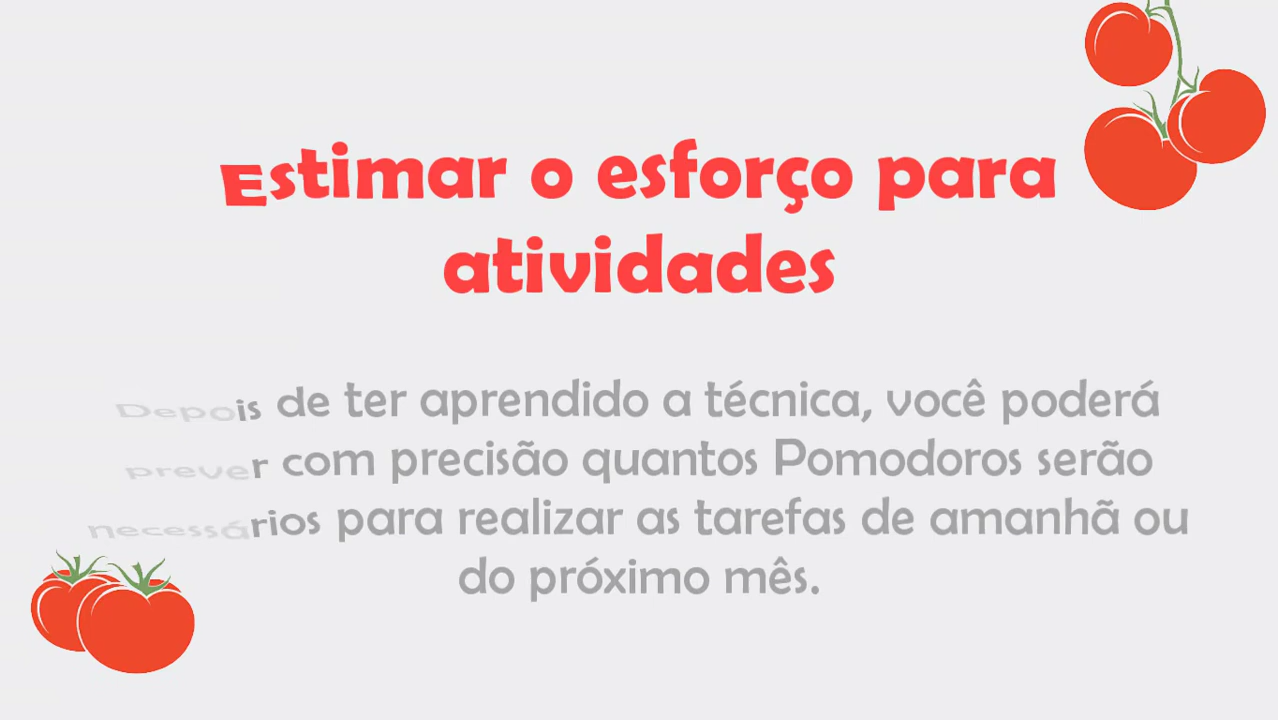 Estimar o esforço para
atividades
Depois de ter aprendido a técnica, você poderá
prever com precisão quantos Pomodoros serão
necessários para realizar as tarefas de amanhã ou
do próximo mês.